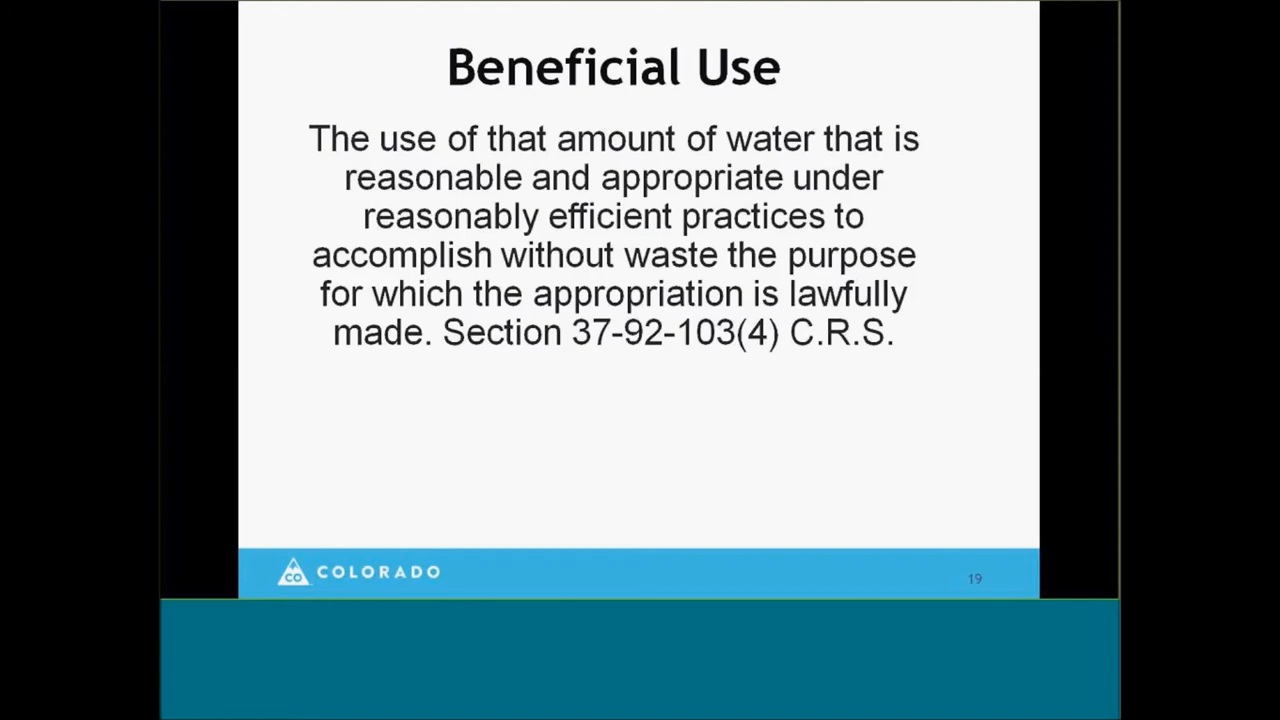 Beneficial Use
The use of that amount of water that is
reasonable and appropriate under
reasonably efficient practices to
accomplish without waste the purpose
for which the appropriation is lawfully
made. Section 37-92-103(4) C.R.S.
CO COLORADO
19